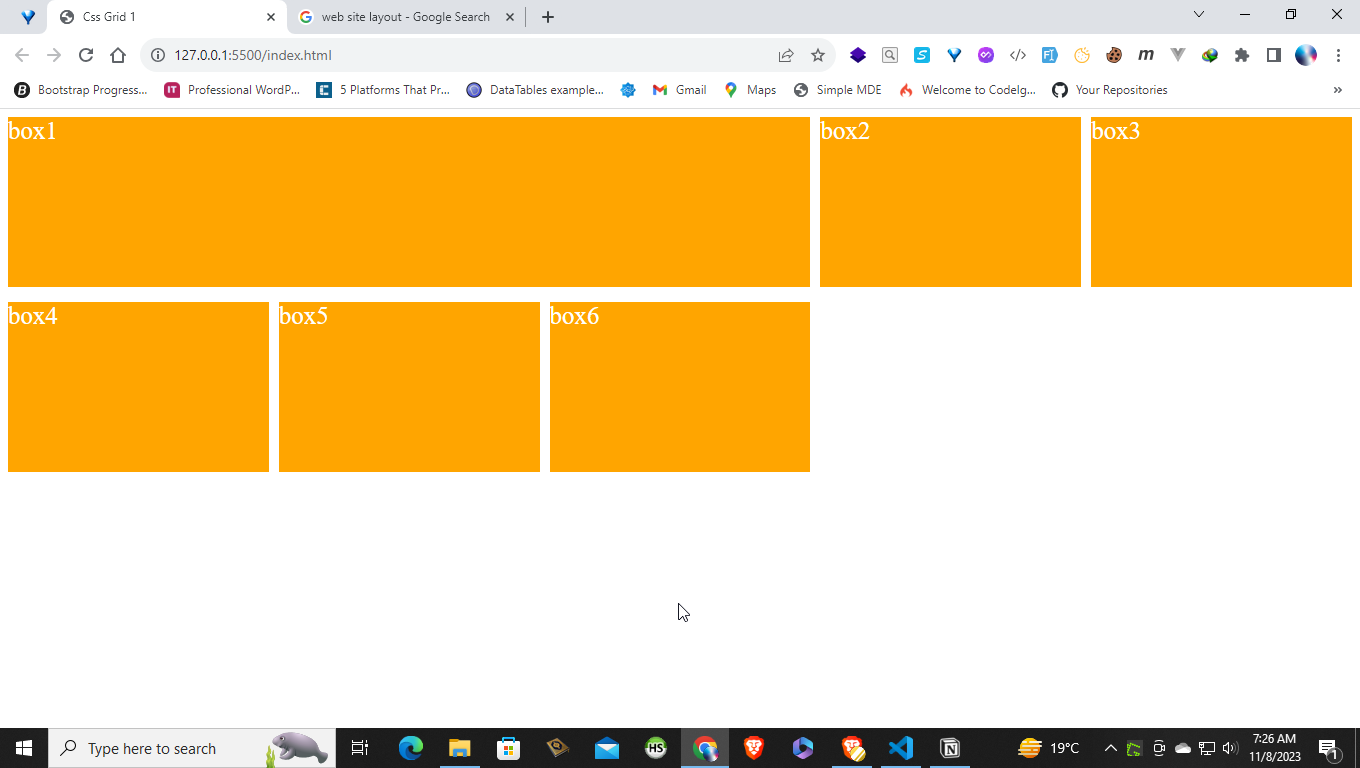 Css Grid 1
web site layout - Google Search
127.0.0.1:5500/index.html
Bootstrap Progress...
Professional WordP...
5 Platforms That Pr...
DataTables example...
Gmail
Maps
Simple MDE
Welcome to CodeIg...
Your Repositories
box1
box2
box3
box4
box5
box6
Type here to search
HS
19°C
7:26 AM
11/8/2023
1